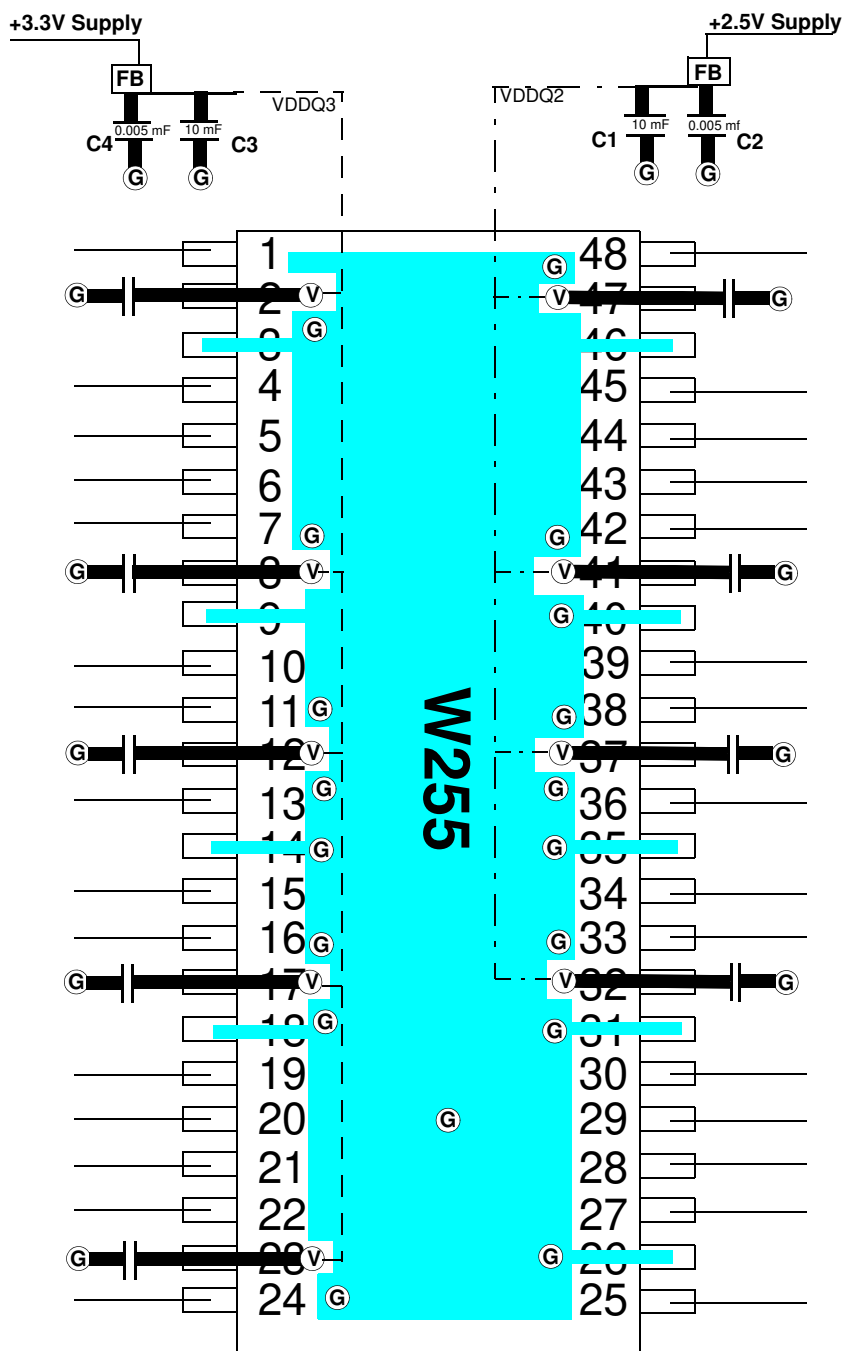 +3.3V Supply
+2.5V Supply
FB
FB
VDDQ3
VDDQ2
0.005 mF
10 mF
10 mF
0.005 mf
C4
C3
C1
C2
G
G
G
G
1
48
G
G
2
V
V
47
G
G
3
46
4
45
5
44
6
43
7
42
G
G
G
8
V
V
41
G
9
40
G
10
39
11
38
G
G
W255
G
12
V
V
37
G
13
36
G
G
14
35
G
G
15
34
16
33
G
G
G
17
V
V
32
G
18
31
G
G
19
30
20
29
G
21
28
22
27
G
23
V
G
26
24
25
G